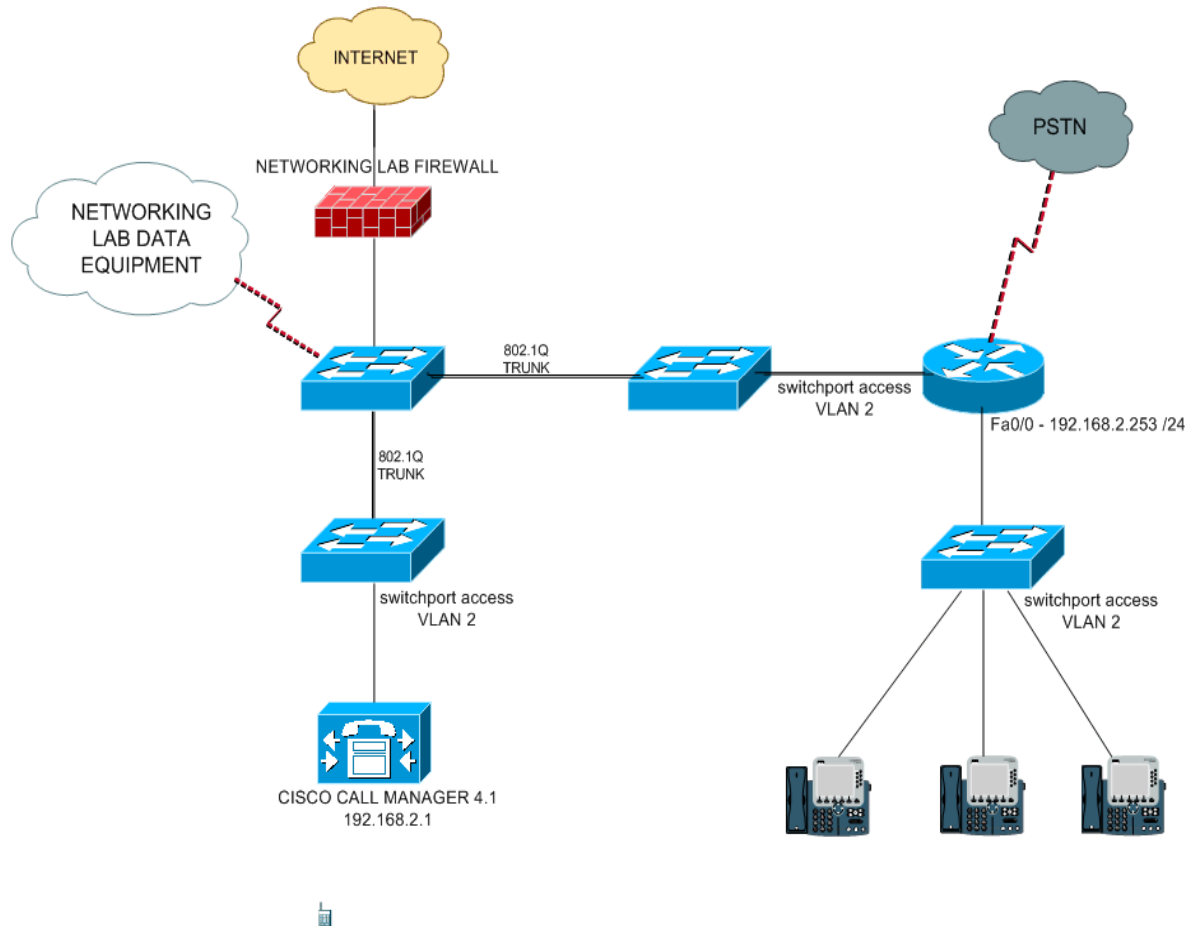 INTERNET
PSTN
NETWORKING LAB FIREWALL
NETWORKING
LAB DATA
EQUIPMENT
802.1Q
TRUNK
switchport access
VLAN 2
Fa0/0 - 192.168.2.253 /24
802.1Q
TRUNK
switchport access
VLAN 2
switchport access
VLAN 2
CISCO CALL MANAGER 4.1
192.168.2.1